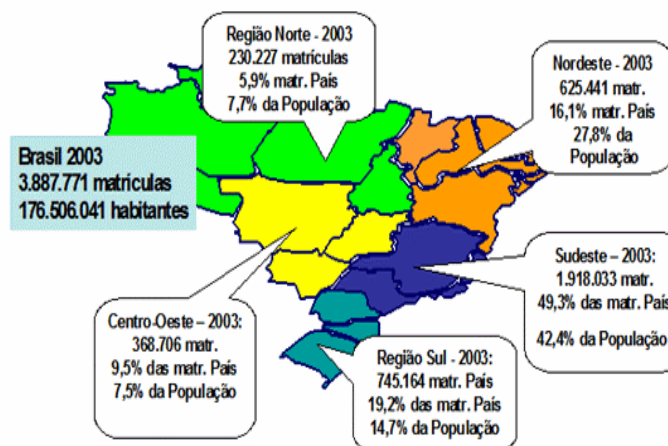 Região Norte - 2003
230.227 matrículas
5,9% matr. País
7,7% da População
Nordeste - 2003
625.441 matr.
16,1% matr. País
27,8% da
População
Brasil 2003
3.887.771 matrículas
176.506.041 habitantes
Sudeste – 2003:
1.918.033 matr.
49,3% das matr. País
42,4% da População
Centro-Oeste – 2003:
368.706 matr.
9,5% das matr. País
7,5% da População
Região Sul - 2003:
745.164 matr. País
19,2% das matr. País
14,7% da População